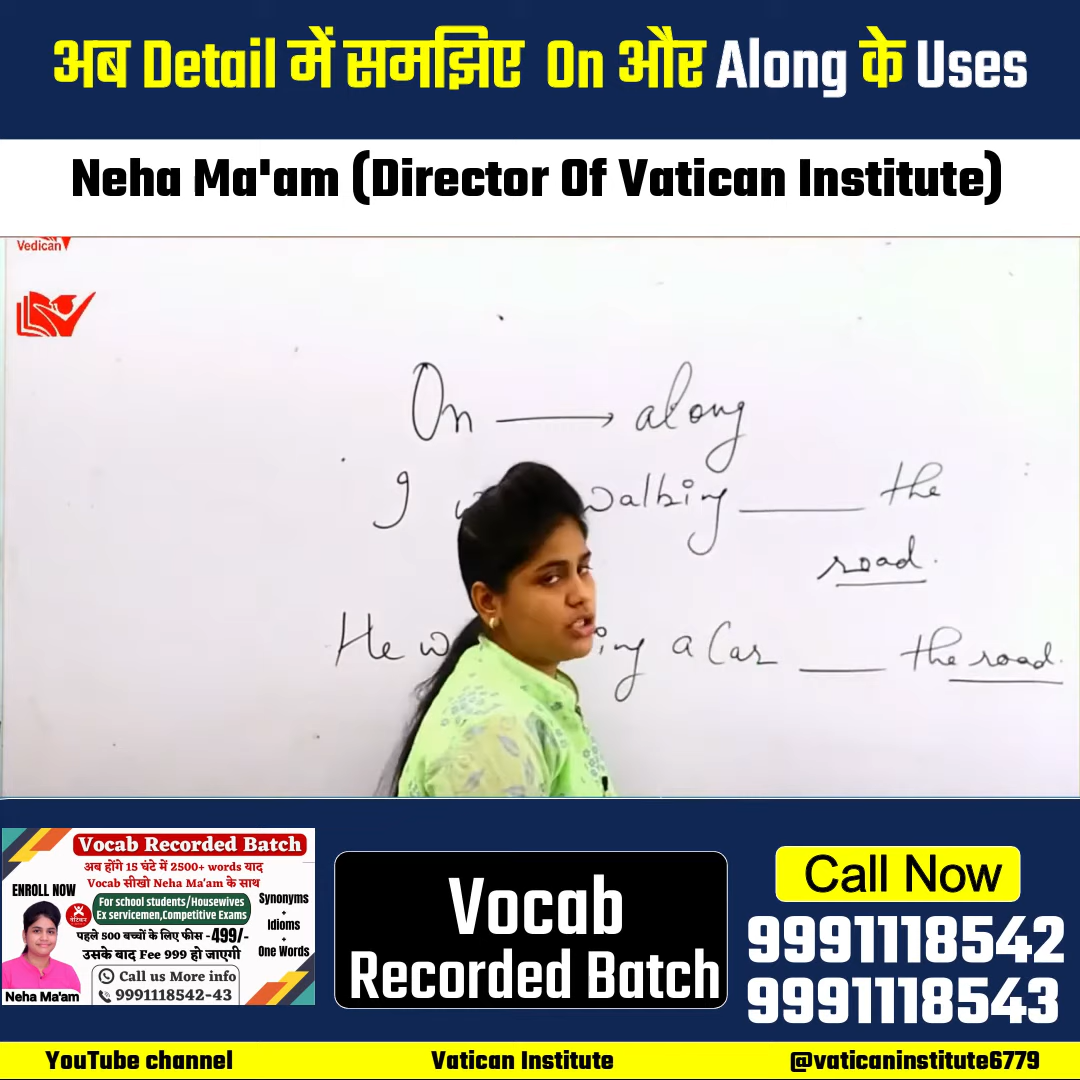 अब Detail में समझिए On और Along के Uses
Neha Ma'am (Director Of Vatican Institute)
Vedican
On → along
I walking ____ the
road.
He w ing a Car ____ the road.
Vocab Recorded Batch
अब होंगे 15 घंटे में 2500+ words याद
Vocab सीखो Neha Ma'am के साथ
ENROLL NOW
For school students/Housewives
Ex servicemen,Competitive Exams
पहले 500 बच्चों के लिए फीस -499/-
उसके बाद Fee 999 हो जाएगी
Call us More info
9991118542-43
Neha Ma'am
Synonyms
+
Idioms
+
One Words
Vocab
Recorded Batch
Call Now
9991118542
9991118543
YouTube channel Vatican Institute @vaticaninstitute6779